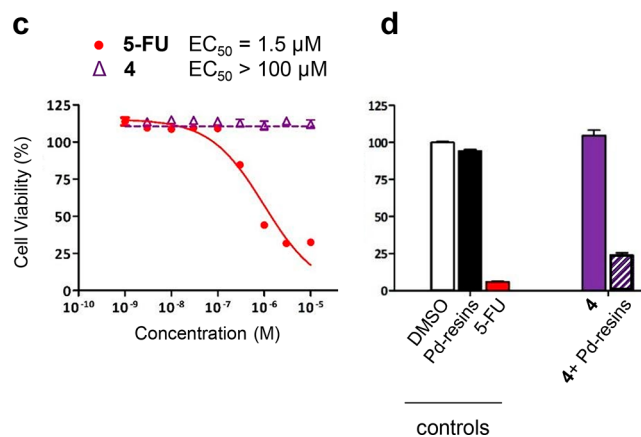 c
5-FU EC50 = 1.5 µM
4 EC50 > 100 µM
Cell Viability (%)
125
100
75
50
25
0
10-10
10-9
10-8
10-7
10-6
10-5
Concentration (M)
d
125
100
75
50
25
0
DMSO
Pd-resins
5-FU
4
4+ Pd-resins
controls